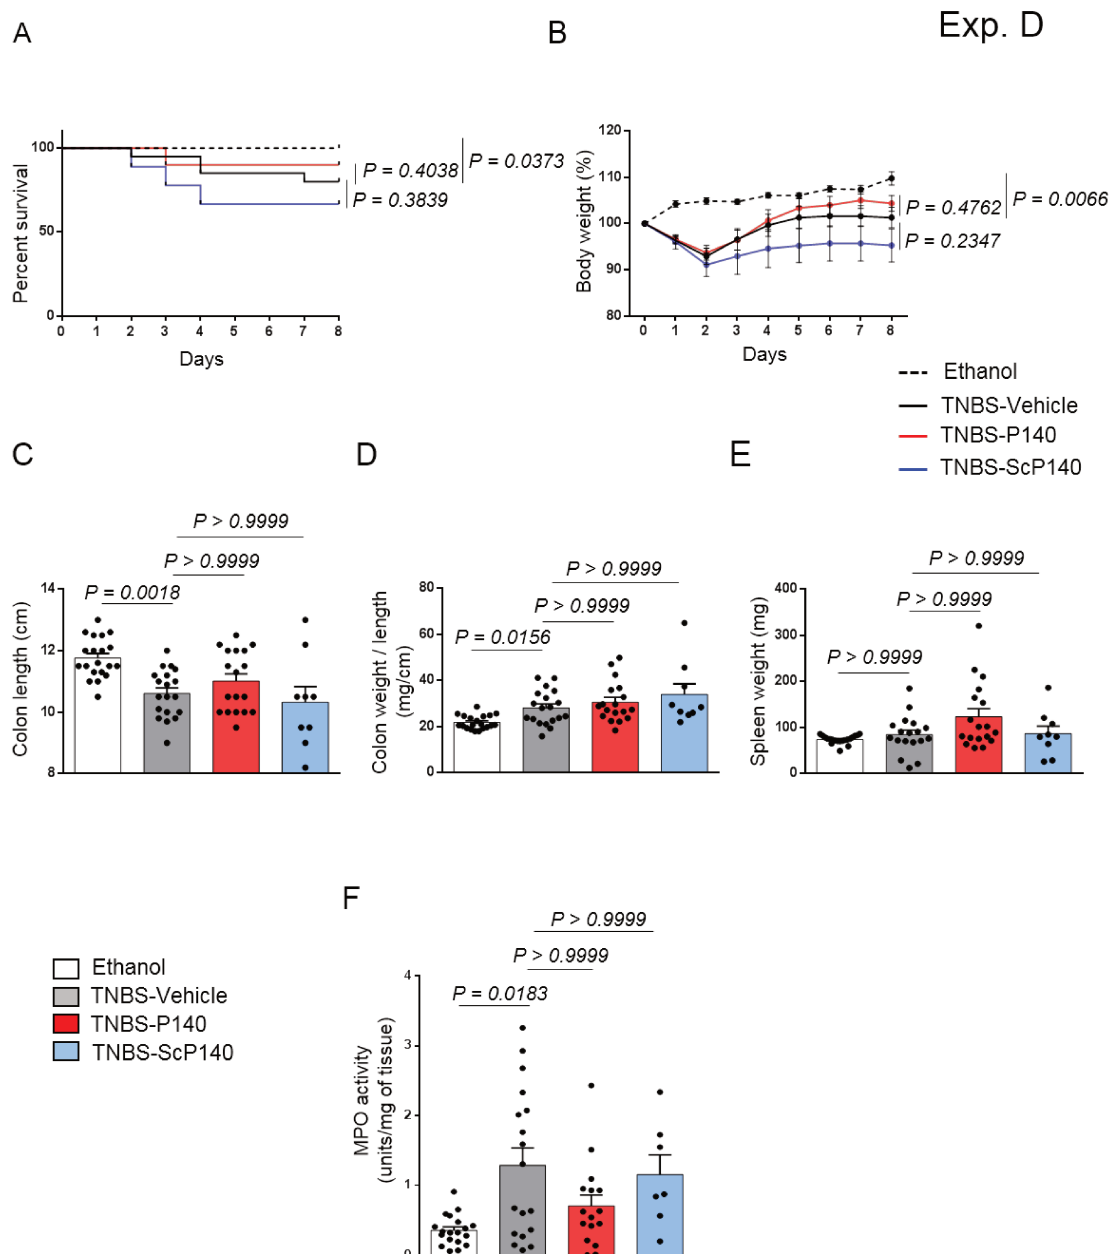 A
B
Exp. D
120
100
50
0
Percent survival
P = 0.4038
P = 0.0373
P = 0.3839
0 1 2 3 4 5 6 7 8
Days
110
100
90
80
Body weight (%)
P = 0.4762
P = 0.0066
P = 0.2347
0 1 2 3 4 5 6 7 8
Days
Ethanol
TNBS-Vehicle
TNBS-P140
TNBS-ScP140
C
D
E
P > 0.9999
P > 0.9999
P = 0.0018
14
12
10
8
Colon length (cm)
P > 0.9999
P > 0.9999
P = 0.0156
80
60
40
20
0
Colon weight / length
(mg/cm)
P > 0.9999
P > 0.9999
P > 0.9999
400
300
200
100
0
Spleen weight (mg)
F
Ethanol
TNBS-Vehicle
TNBS-P140
TNBS-ScP140
P > 0.9999
P > 0.9999
P = 0.0183
4
3
2
1
0
MPO activity
(units/mg of tissue)